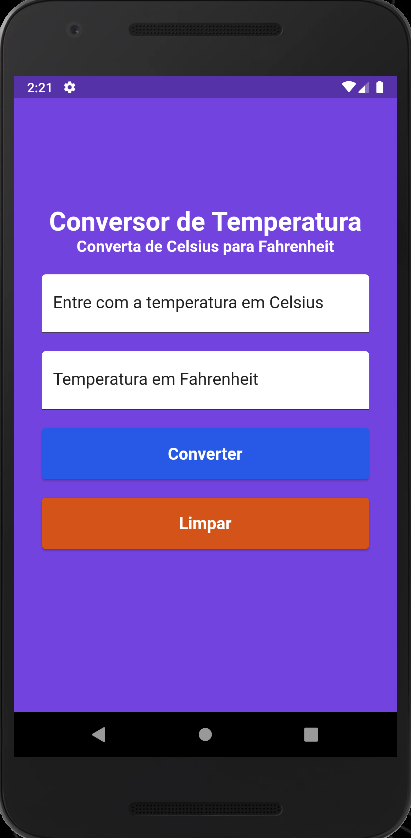 2:21
Conversor de Temperatura
Converta de Celsius para Fahrenheit
Entre com a temperatura em Celsius
Temperatura em Fahrenheit
Converter
Limpar